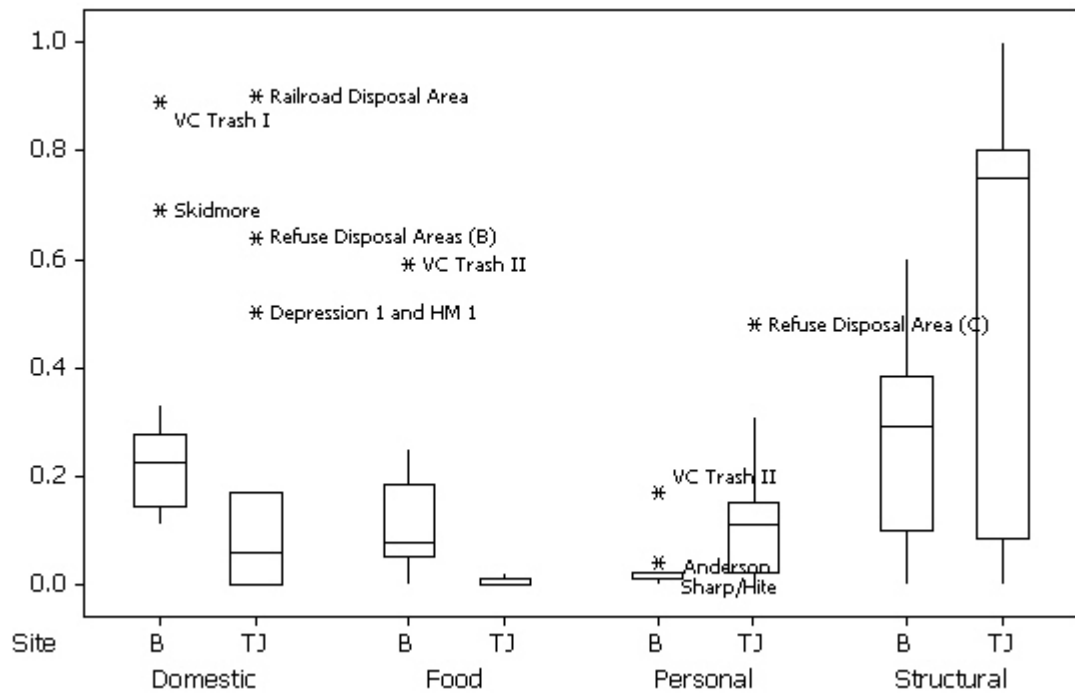 1.0
Railroad Disposal Area
VC Trash I
0.8
Skidmore
Refuse Disposal Areas (B)
0.6
VC Trash II
Depression 1 and HM 1
Refuse Disposal Area (C)
0.4
0.2
VC Trash II
Anderson
Sharp/Hite
0.0
Site B TJ B TJ B TJ B TJ
Domestic Food Personal Structural